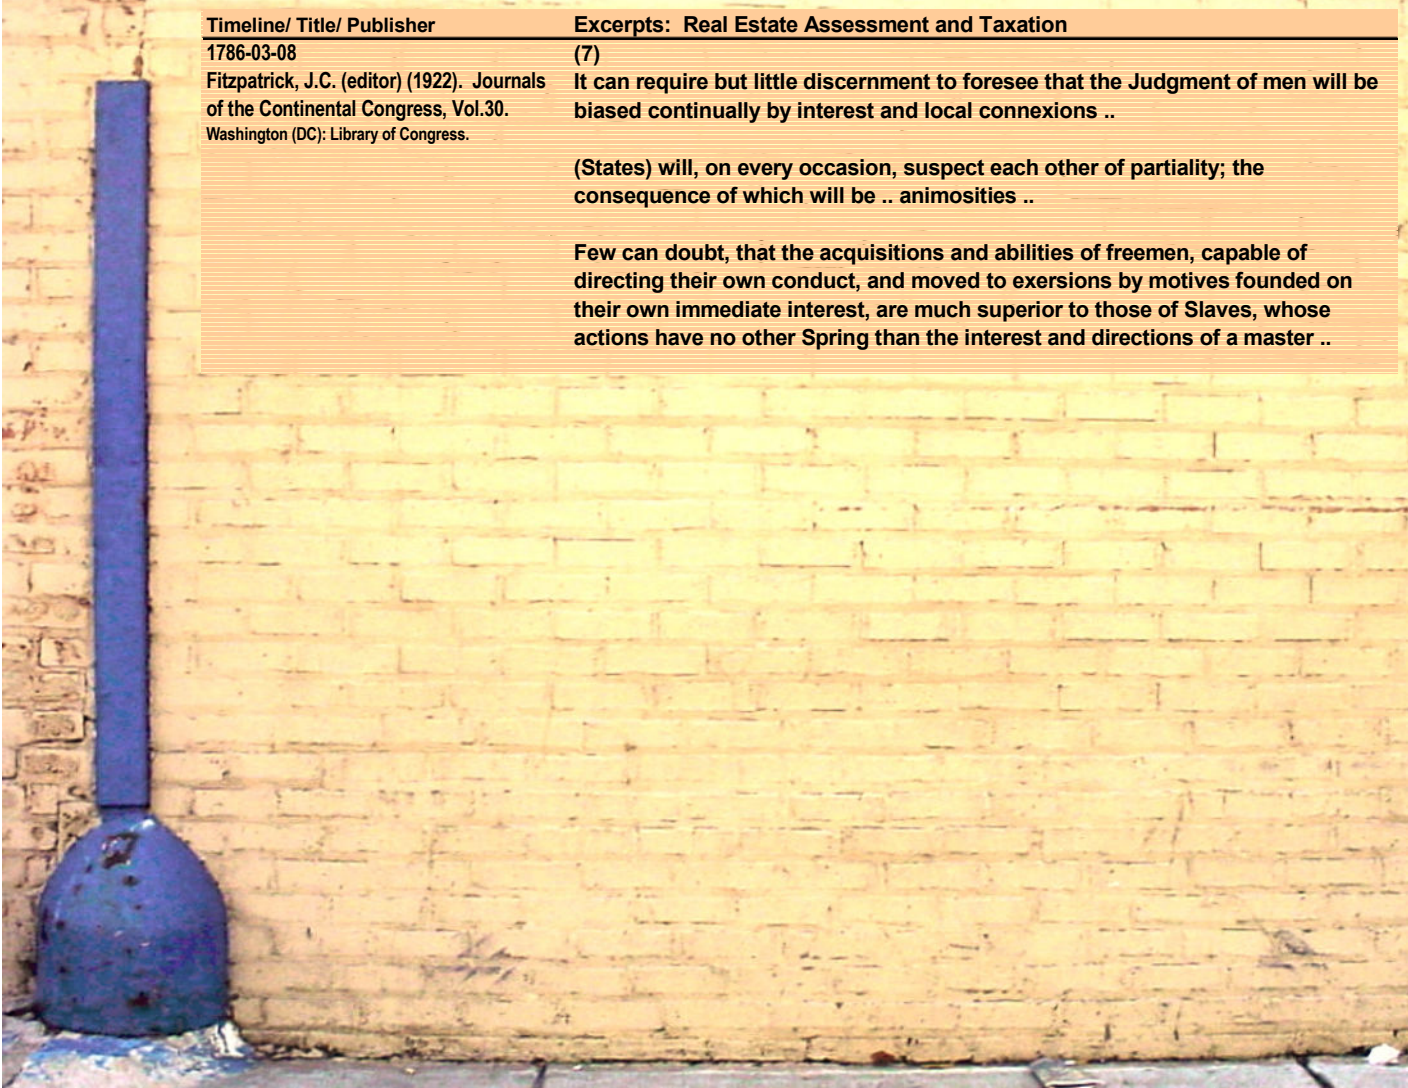 Timeline/ Title/ Publisher
Excerpts: Real Estate Assessment and Taxation
1786-03-08
Fitzpatrick, J.C. (editor) (1922). Journals
of the Continental Congress, Vol.30.
Washington (DC): Library of Congress.
(7)
It can require but little discernment to foresee that the Judgment of men will be
biased continually by interest and local connexions ..
(States) will, on every occasion, suspect each other of partiality; the
consequence of which will be .. animosities ..
Few can doubt, that the acquisitions and abilities of freemen, capable of
directing their own conduct, and moved to exersions by motives founded on
their own immediate interest, are much superior to those of Slaves, whose
actions have no other Spring than the interest and directions of a master ..